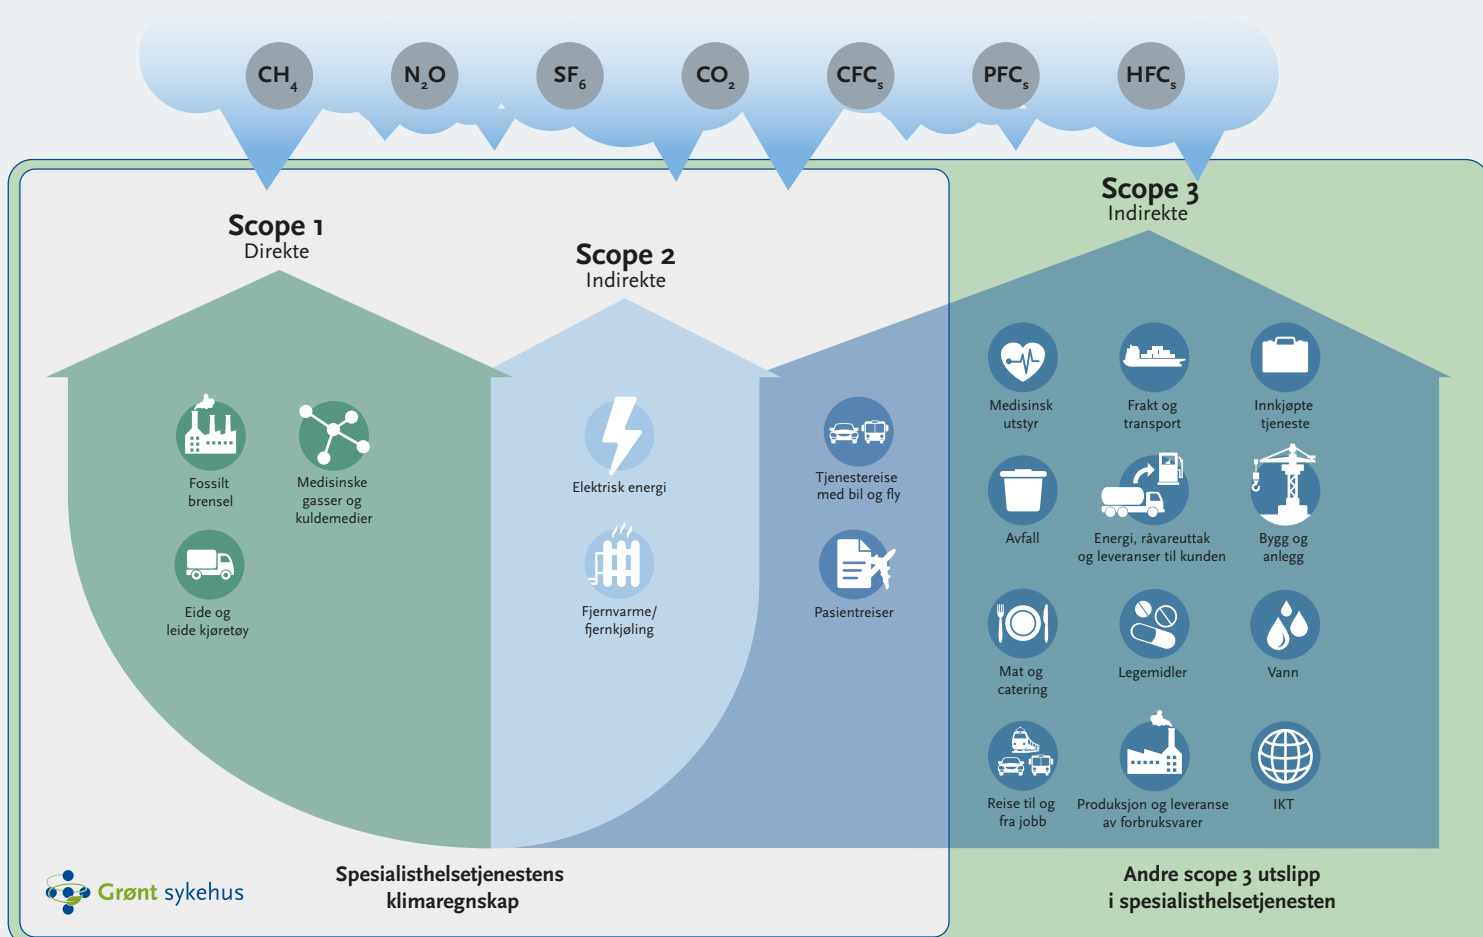 CH₄
N₂O
SF₆
CO₂
CFCₛ
PFCₛ
HFCₛ
Scope 1
Direkte
Scope 2
Indirekte
Scope 3
Indirekte
Fossilt
brensel
Medisinske
gasser og
kuldemedier
Eide og
leide kjøretøy
Elektrisk energi
Fjernvarme/
fjernkjøling
Tjenestereise
med bil og fly
Pasientreiser
Medisinsk
utstyr
Frakt og
transport
Innkjøpte
tjeneste
Avfall
Energi, råvareuttak
og leveranser til kunden
Bygg og
anlegg
Mat og
catering
Legemidler
Vann
Reise til og
fra jobb
Produksjon og leveranse
av forbruksvarer
IKT
Grønt sykehus
Spesialisthelsetjenestens
klimaregnskap
Andre scope 3 utslipp
i spesialisthelsetjenesten